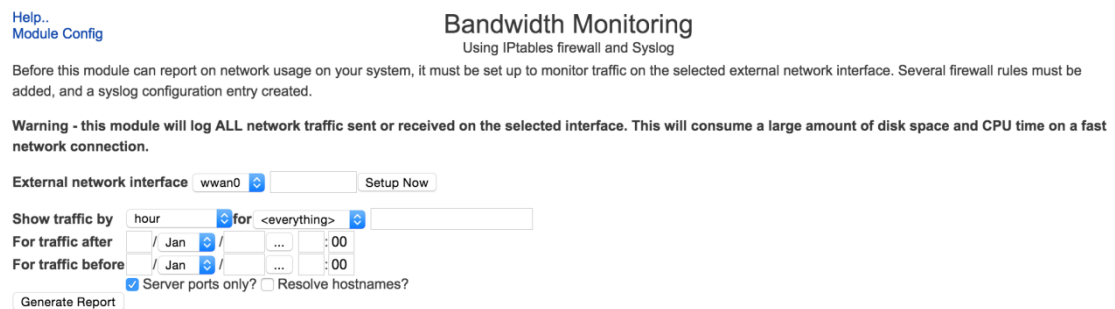 Help..
Module Config
Bandwidth Monitoring
Using IPtables firewall and Syslog
Before this module can report on network usage on your system, it must be set up to monitor traffic on the selected external network interface. Several firewall rules must be
added, and a syslog configuration entry created.
Warning - this module will log ALL network traffic sent or received on the selected interface. This will consume a large amount of disk space and CPU time on a fast
network connection.
External network interface wwan0 Setup Now
Show traffic by hour for <everything>
For traffic after / Jan / ... :00
For traffic before / Jan / ... :00
Server ports only? Resolve hostnames?
Generate Report